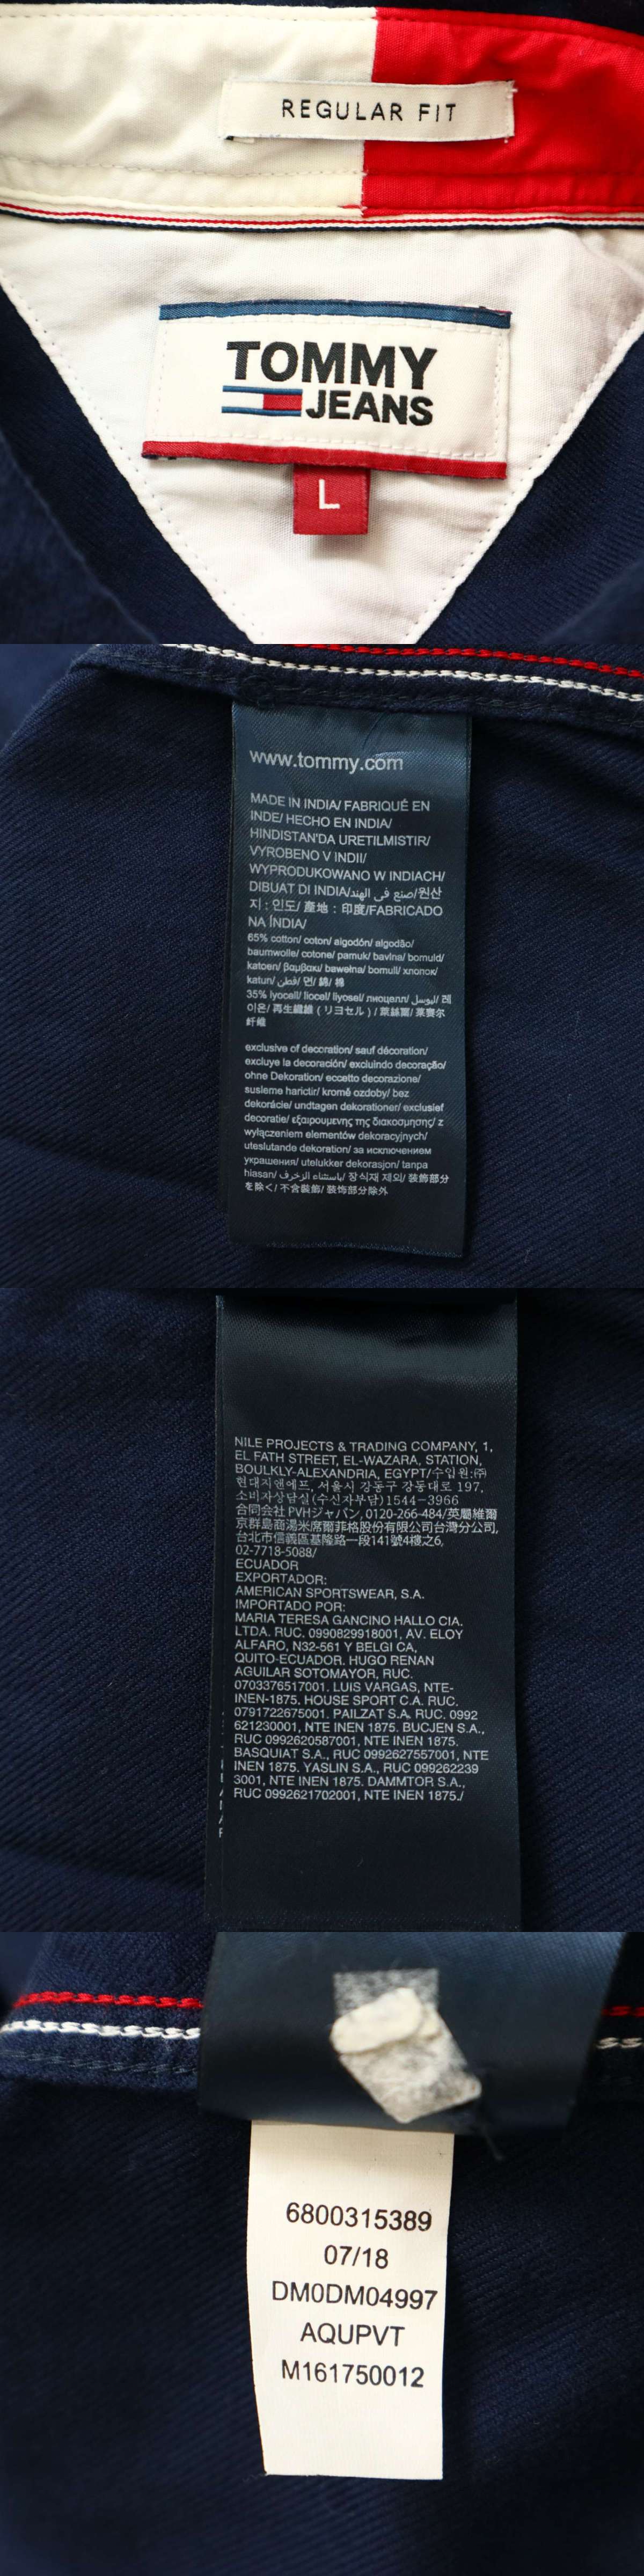 REGULAR FIT
TOMMY
JEANS
L
www.tommy.com
MADE IN INDIA/ FABRIQUÉ EN
INDE/ HECHO EN INDIA/
HINDISTAN'DA URETILMISTIR/
VYROBENO V INDII/
WYPRODUKOWANO W INDIACH/
DIBUAT DI INDIA/صنع في الهند/원산
지 : 인도/ 產地 : 印度/FABRICADO
NA ÍNDIA/
65% cotton/ coton/ algodón/ algodão/
baumwolle/ cotone/ pamuk/ bavlna/ bomuld/
katoen/ βαμβακι/ bawełna/ bomull/ хлопок/
katun/ قطن/ 면/ 綿/ 棉
35% lyocell/ liocel/ liyosel/ лиоцелл/ ليوسل/ 레
이온/ 再生繊維 ( リヨセル ) / 萊絲爾/ 莱赛尔
纤维
exclusive of decoration/ sauf décoration/
excluye la decoración/ excluindo decoração/
ohne Dekoration/ eccetto decorazione/
susleme harictir/ kromě ozdoby/ bez
dekorácie/ undtagen dekorationer/ exclusief
decoratie/ εξαιρουμενης της διακοσμησης/ z
wyłączeniem elementów dekoracyjnych/
uteslutande dekoration/ за исключением
украшения/ utelukker dekorasjon/ tanpa
hiasan/ باستثناء الزخرف/ 장식재 제외/ 装飾部分
を除く/ 不含裝飾/ 装饰部分除外
NILE PROJECTS & TRADING COMPANY, 1,
EL FATH STREET, EL-WAZARA, STATION,
BOULKLY-ALEXANDRIA, EGYPT/수입원:㈜
현대지앤에프, 서울시 강동구 강동대로 197,
소비자상담실(수신자부담)1544-3966
合同会社 PVHジャパン, 0120-266-484/英屬維爾
京群島商湯米席爾菲格股份有限公司台灣分公司,
台北市信義區基隆路一段141號4樓之6,
02-7718-5088/
ECUADOR
EXPORTADOR:
AMERICAN SPORTSWEAR, S.A.
IMPORTADO POR:
MARIA TERESA GANCINO HALLO CIA.
LTDA. RUC. 0990829918001, AV. ELOY
ALFARO, N32-561 Y BELGI CA,
QUITO-ECUADOR. HUGO RENAN
AGUILAR SOTOMAYOR, RUC.
0703376517001. LUIS VARGAS, NTE-
INEN-1875. HOUSE SPORT C.A. RUC.
0791722675001. PAILZAT S.A. RUC. 0992
621230001, NTE INEN 1875. BUCJEN S.A.,
RUC 0992620587001, NTE INEN 1875.
BASQUIAT S.A., RUC 0992627557001, NTE
INEN 1875. YASLIN S.A., RUC 099262239
3001, NTE INEN 1875. DAMMTOR S.A.,
RUC 0992621702001, NTE INEN 1875./
6800315389
07/18
DM0DM04997
AQUPVT
M161750012